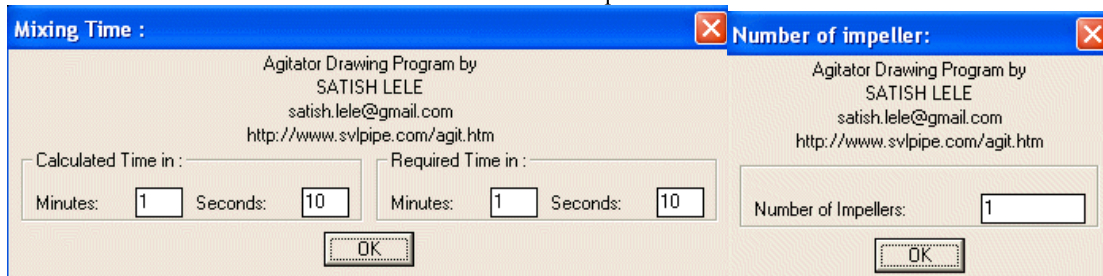 Mixing Time :
Agitator Drawing Program by
SATISH LELE
satish.lele@gmail.com
http://www.svlpipe.com/agit.htm
Calculated Time in :
Minutes: 1 Seconds: 10
Required Time in :
Minutes: 1 Seconds: 10
OK
Number of impeller:
Agitator Drawing Program by
SATISH LELE
satish.lele@gmail.com
http://www.svlpipe.com/agit.htm
Number of Impellers: 1
OK